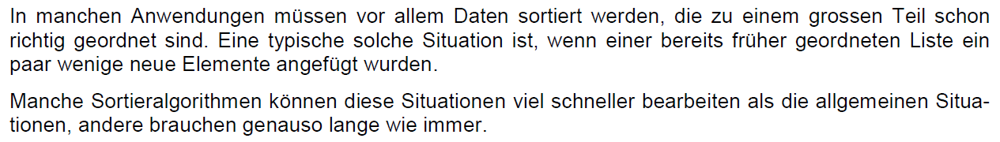 In manchen Anwendungen müssen vor allem Daten sortiert werden, die zu einem grossen Teil schon
richtig geordnet sind. Eine typische solche Situation ist, wenn einer bereits früher geordneten Liste ein
paar wenige neue Elemente angefügt wurden.
Manche Sortieralgorithmen können diese Situationen viel schneller bearbeiten als die allgemeinen Situa-
tionen, andere brauchen genauso lange wie immer.